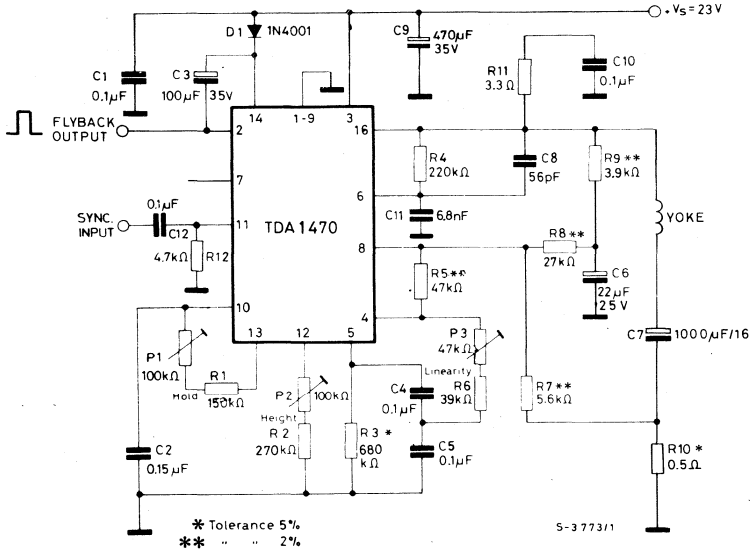 + Vs = 23V
D1 1N4001
C9 470µF 35V
C1 0.1µF
C3 100µF 35V
R11 3.3Ω
C10 0.1µF
FLYBACK OUTPUT
2 14 1-9 3 16
R4 220kΩ
C8 56pF
R9** 3.9kΩ
7
6
TDA1470
SYNC. INPUT
0.1µF C12
11
C11 6,8nF
YOKE
4.7kΩ R12
8
R8** 27kΩ
R5** 47kΩ
C6 22µF 25V
10
4
C7 1000µF/16
13 12 5
P1 100kΩ
P3 47kΩ
Linearity
R1 150kΩ
Hold
P2 100kΩ
Height
C4 0.1µF
R6 39kΩ
R7** 5.6kΩ
C2 0.15µF
R2 270kΩ
R3* 680 kΩ
C5 0.1µF
R10* 0.5Ω
* Tolerance 5%
** " " 2%
S-3773/1